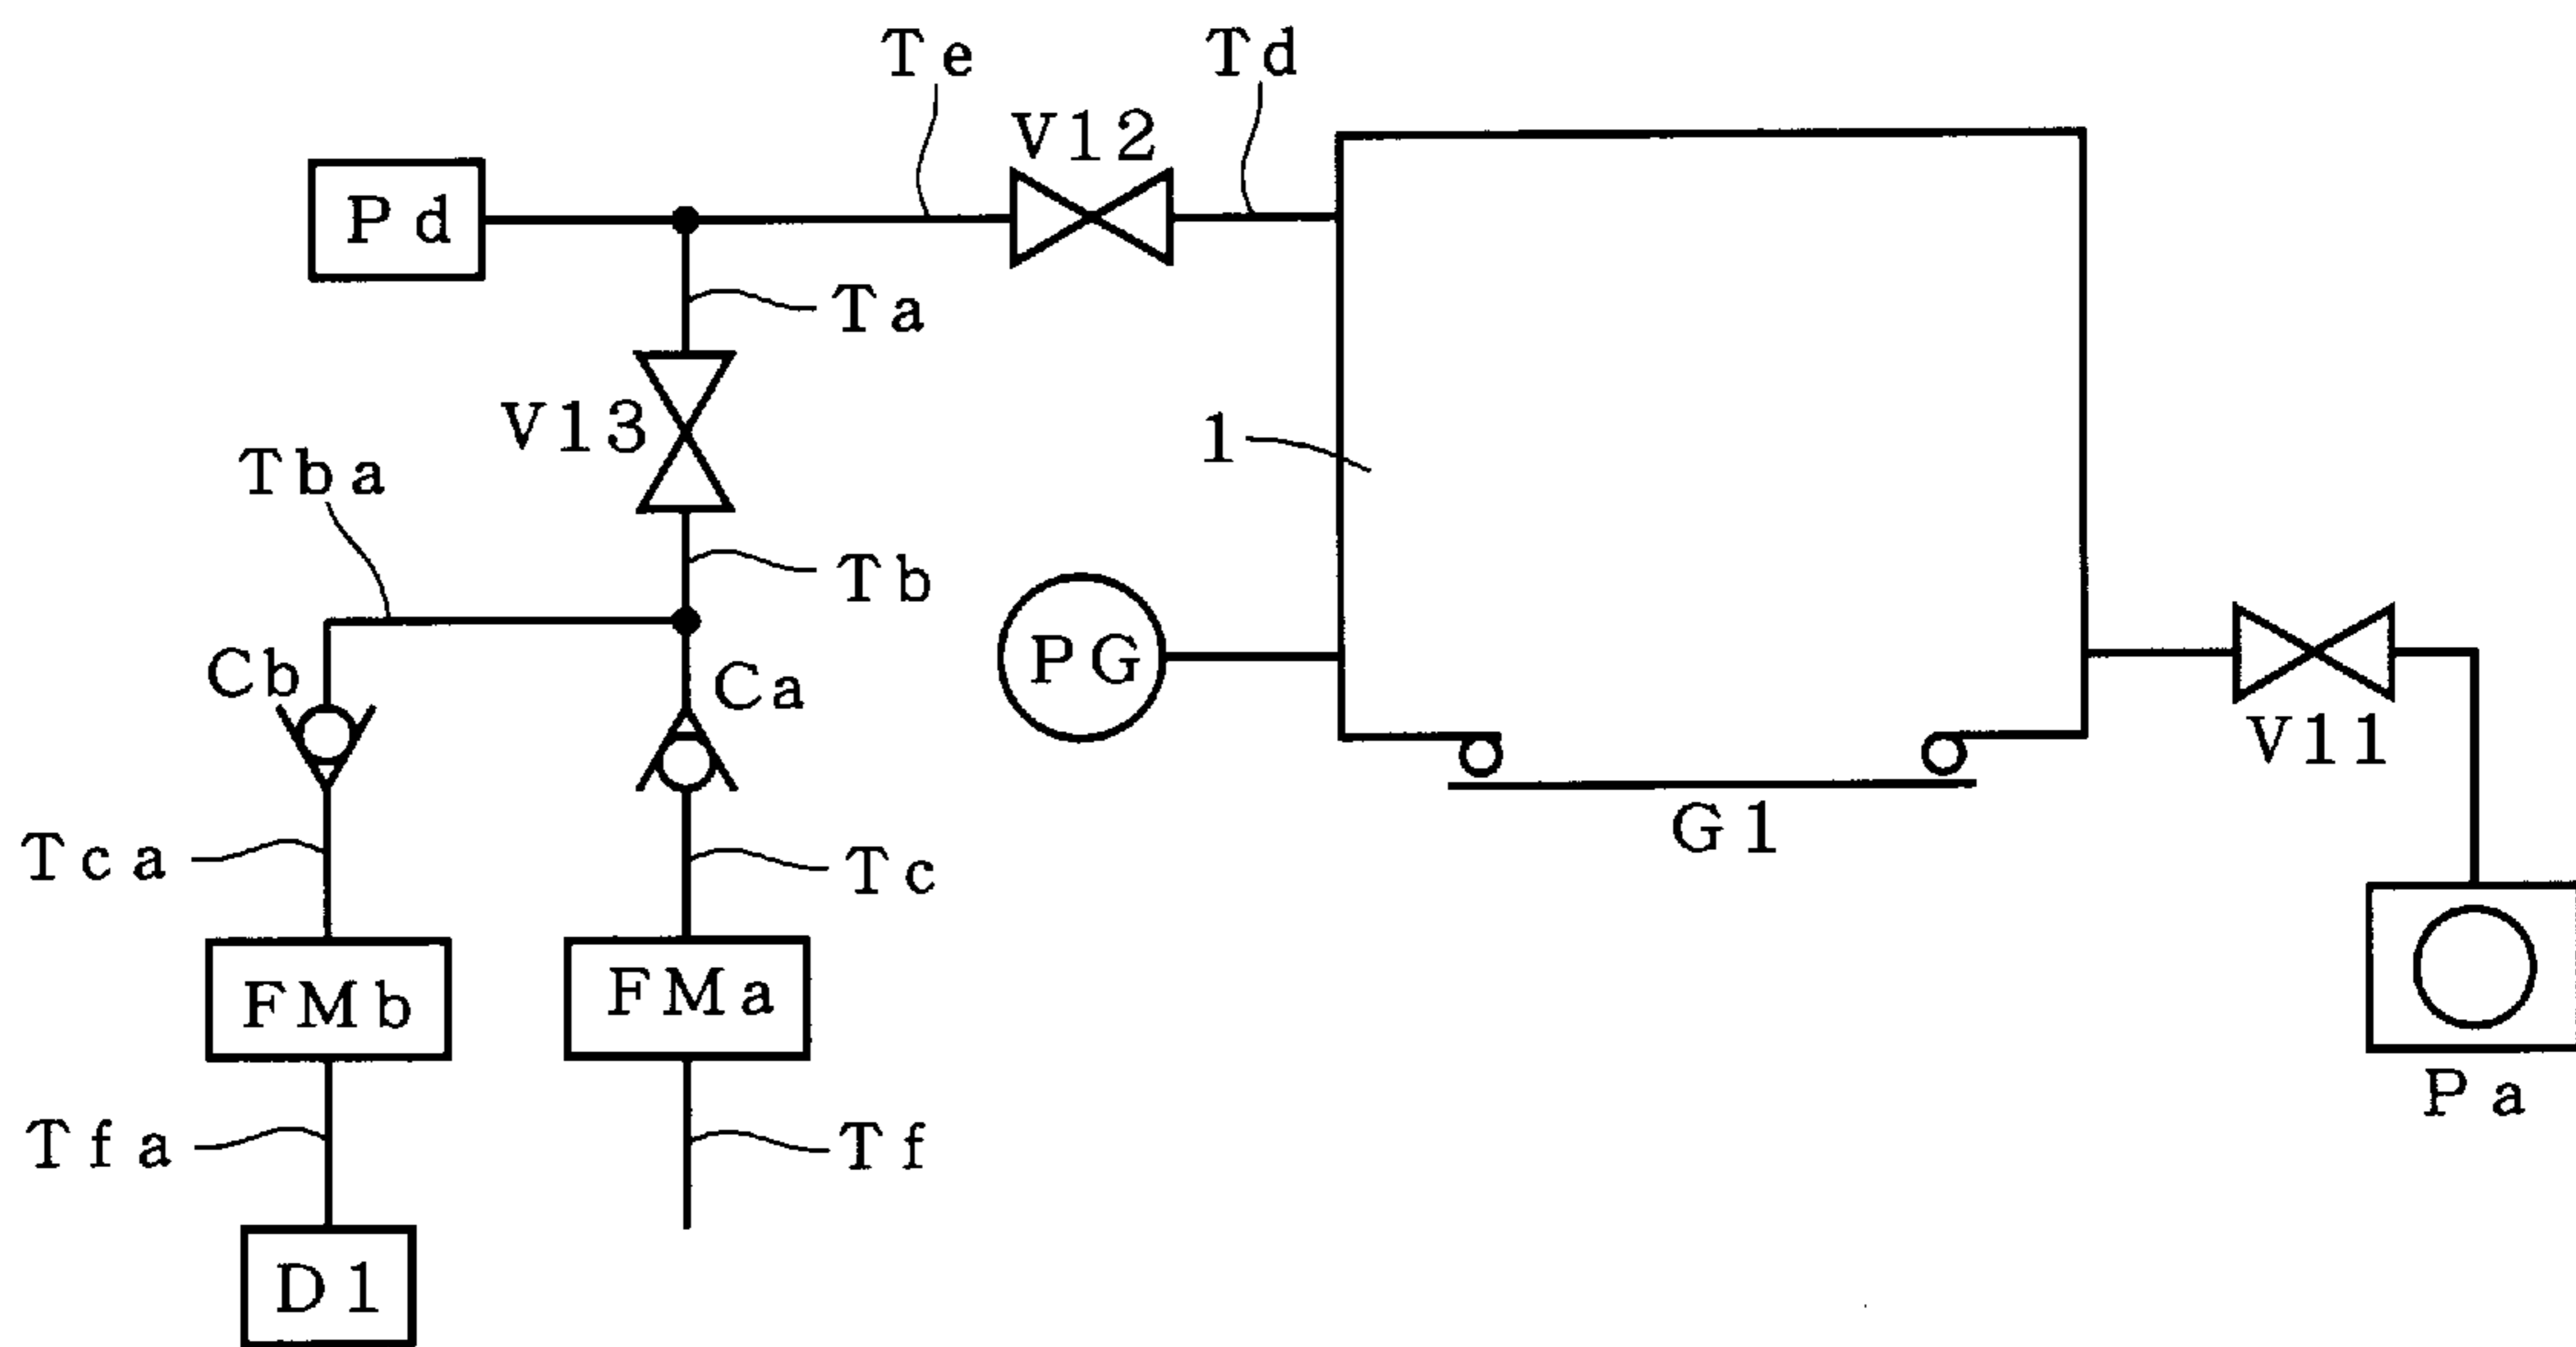 Te
Td
V12
Pd
Ta
V13
1
Tba
Tb
PG
Cb
Ca
V11
G1
Tca
Tc
FMb
FMa
Pa
Tfa
Tf
D1